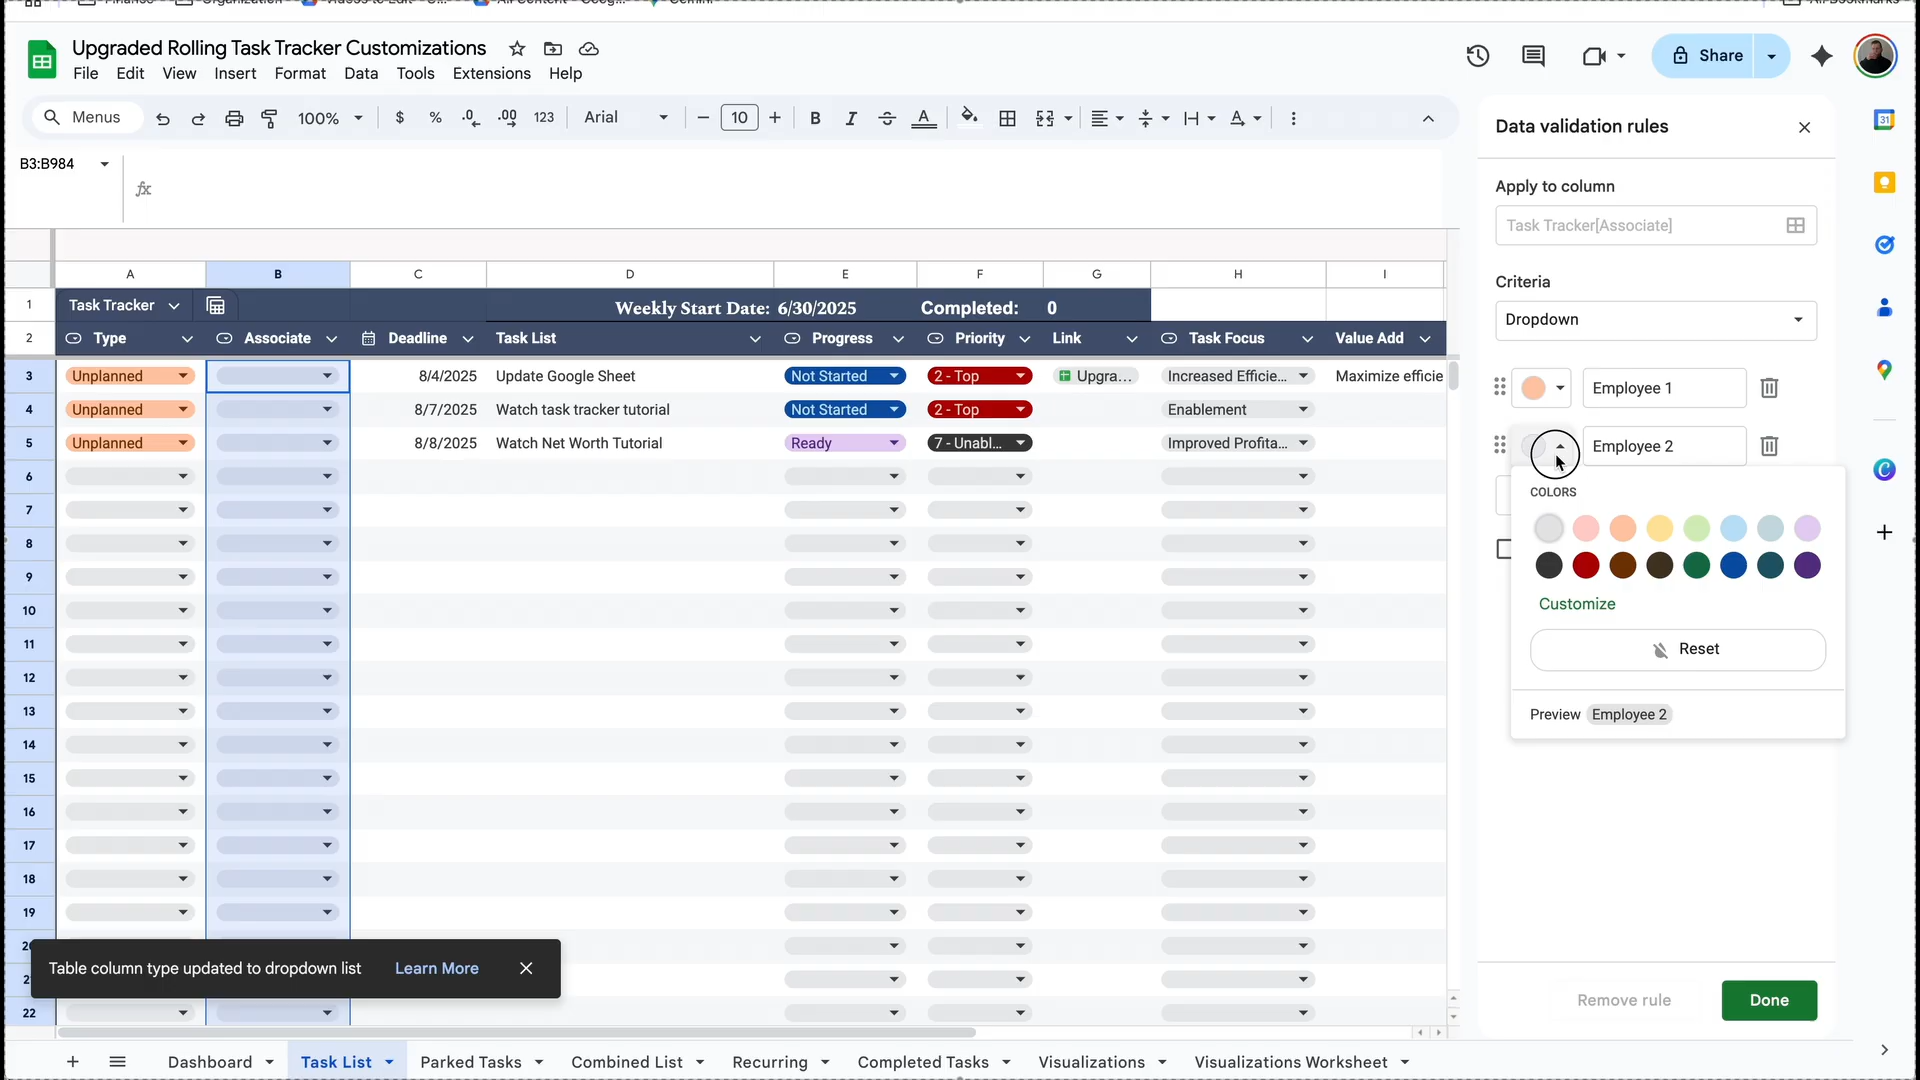 Upgraded Rolling Task Tracker Customizations
File Edit View Insert Format Data Tools Extensions Help
Share
Menus 100% $ % .0 .00 123 Arial 10 B I A
B3:B984
fx
A B C D E F G H I
1 Task Tracker Weekly Start Date: 6/30/2025 Completed: 0
2 Type Associate Deadline Task List Progress Priority Link Task Focus Value Add
3 Unplanned 8/4/2025 Update Google Sheet Not Started 2 - Top Upgra... Increased Efficie... Maximize efficie
4 Unplanned 8/7/2025 Watch task tracker tutorial Not Started 2 - Top Enablement
5 Unplanned 8/8/2025 Watch Net Worth Tutorial Ready 7 - Unabl... Improved Profita...
6
7
8
9
10
11
12
13
14
15
16
17
18
19
22
Table column type updated to dropdown list Learn More
Dashboard Task List Parked Tasks Combined List Recurring Completed Tasks Visualizations Visualizations Worksheet
Data validation rules
Apply to column
Task Tracker[Associate]
Criteria
Dropdown
Employee 1
Employee 2
COLORS
Customize
Reset
Preview Employee 2
Remove rule Done
31